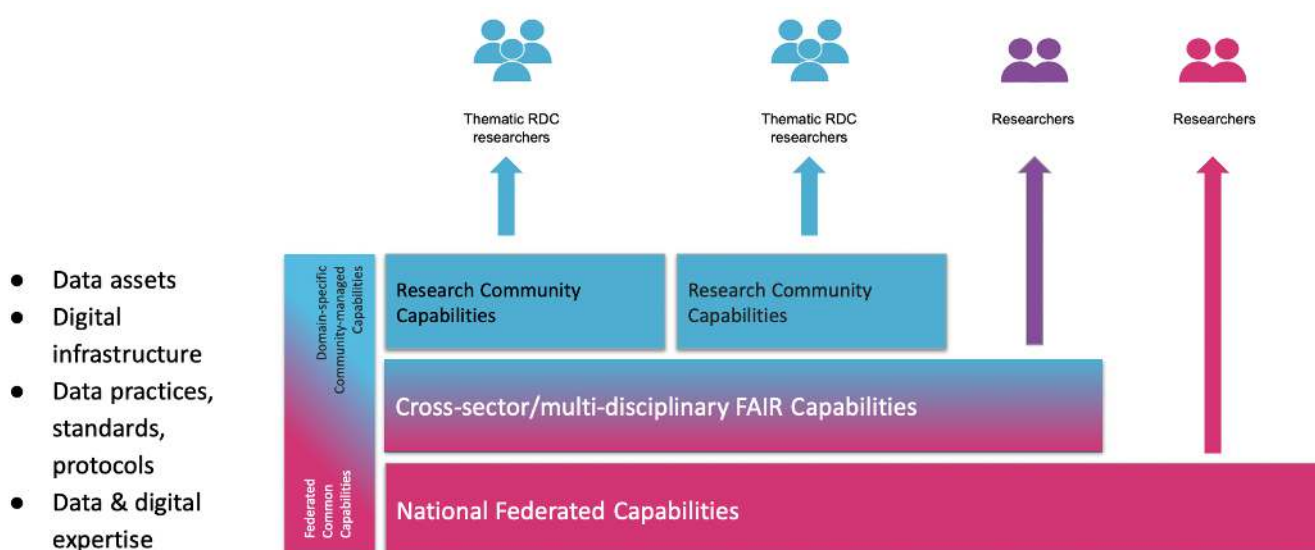 Thematic RDC
researchers
Thematic RDC
researchers
Researchers
Researchers
● Data assets
● Digital
infrastructure
● Data practices,
standards,
protocols
● Data & digital
expertise
Domain-specific
Community-managed
Capabilities
Federated
Common
Capabilities
Research Community
Capabilities
Research Community
Capabilities
Cross-sector/multi-disciplinary FAIR Capabilities
National Federated Capabilities